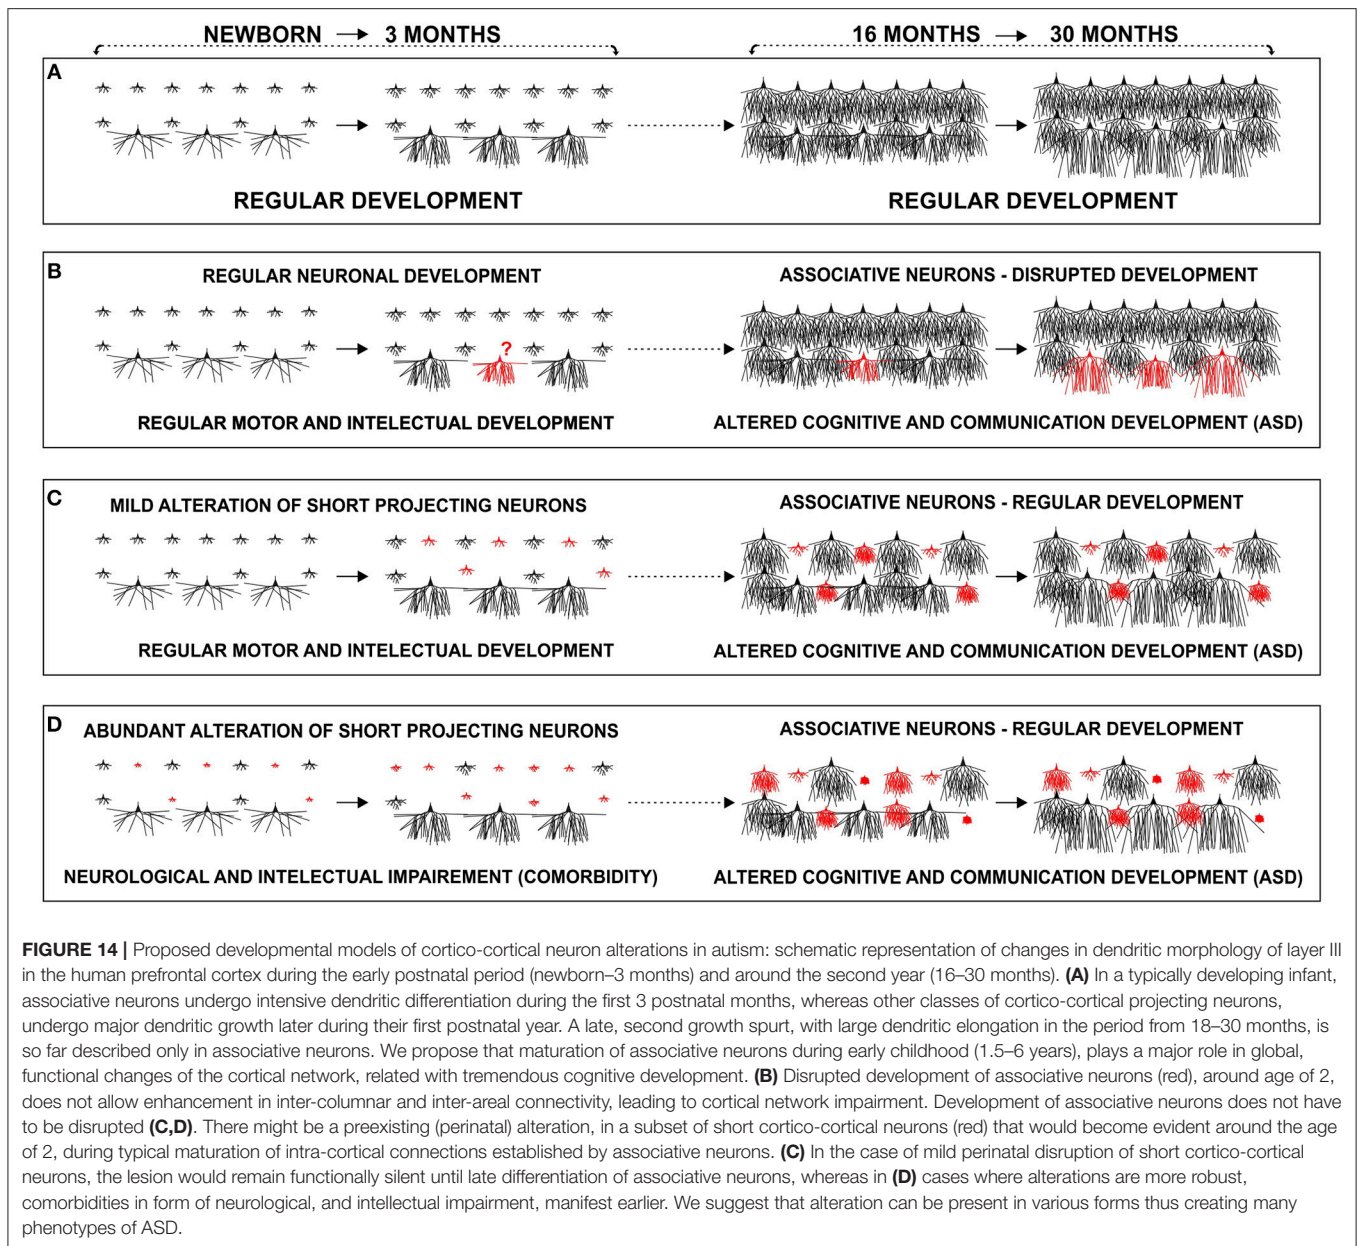 NEWBORN → 3 MONTHS
16 MONTHS → 30 MONTHS
A
REGULAR DEVELOPMENT
REGULAR DEVELOPMENT
B
REGULAR NEURONAL DEVELOPMENT
ASSOCIATIVE NEURONS - DISRUPTED DEVELOPMENT
?
REGULAR MOTOR AND INTELECTUAL DEVELOPMENT
ALTERED COGNITIVE AND COMMUNICATION DEVELOPMENT (ASD)
C
MILD ALTERATION OF SHORT PROJECTING NEURONS
ASSOCIATIVE NEURONS - REGULAR DEVELOPMENT
REGULAR MOTOR AND INTELECTUAL DEVELOPMENT
ALTERED COGNITIVE AND COMMUNICATION DEVELOPMENT (ASD)
D
ABUNDANT ALTERATION OF SHORT PROJECTING NEURONS
ASSOCIATIVE NEURONS - REGULAR DEVELOPMENT
NEUROLOGICAL AND INTELECTUAL IMPAIREMENT (COMORBIDITY)
ALTERED COGNITIVE AND COMMUNICATION DEVELOPMENT (ASD)
FIGURE 14 | Proposed developmental models of cortico-cortical neuron alterations in autism: schematic representation of changes in dendritic morphology of layer III
in the human prefrontal cortex during the early postnatal period (newborn–3 months) and around the second year (16–30 months). (A) In a typically developing infant,
associative neurons undergo intensive dendritic differentiation during the first 3 postnatal months, whereas other classes of cortico-cortical projecting neurons,
undergo major dendritic growth later during their first postnatal year. A late, second growth spurt, with large dendritic elongation in the period from 18–30 months, is
so far described only in associative neurons. We propose that maturation of associative neurons during early childhood (1.5–6 years), plays a major role in global,
functional changes of the cortical network, related with tremendous cognitive development. (B) Disrupted development of associative neurons (red), around age of 2,
does not allow enhancement in inter-columnar and inter-areal connectivity, leading to cortical network impairment. Development of associative neurons does not have
to be disrupted (C,D). There might be a preexisting (perinatal) alteration, in a subset of short cortico-cortical neurons (red) that would become evident around the age
of 2, during typical maturation of intra-cortical connections established by associative neurons. (C) In the case of mild perinatal disruption of short cortico-cortical
neurons, the lesion would remain functionally silent until late differentiation of associative neurons, whereas in (D) cases where alterations are more robust,
comorbidities in form of neurological, and intellectual impairment, manifest earlier. We suggest that alteration can be present in various forms thus creating many
phenotypes of ASD.